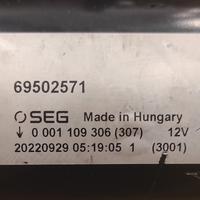 69502571
SEG Made in Hungary
↓ 0 001 109 306 (307) 12V
20220929 05:19:05 1 (3001)